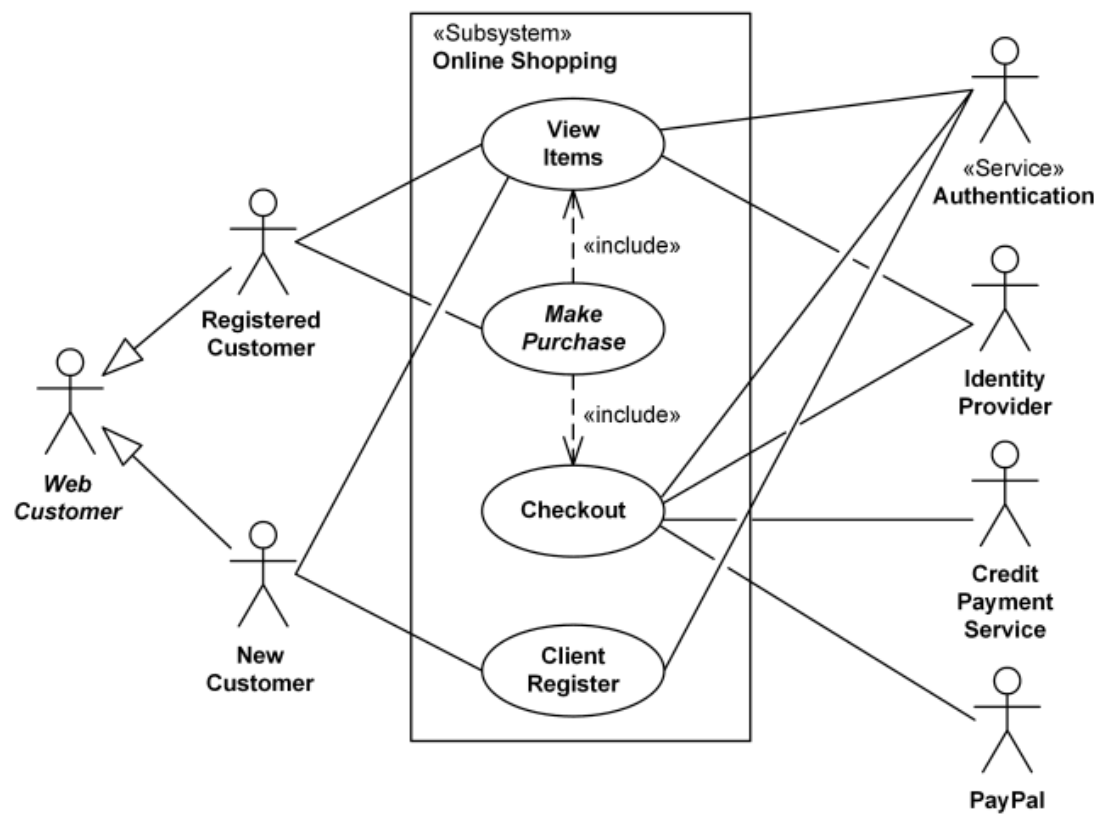 «Subsystem»
Online Shopping
View
Items
«Service»
Authentication
«include»
Registered
Customer
Make
Purchase
Identity
Provider
«include»
Web
Customer
Checkout
Credit
Payment
Service
New
Customer
Client
Register
PayPal